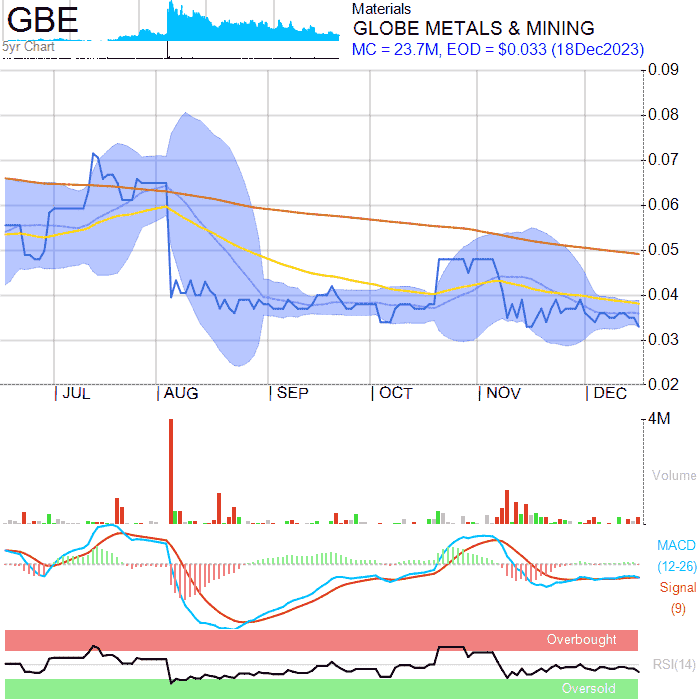 GBE
5yr Chart
Materials
GLOBE METALS & MINING
MC = 23.7M, EOD = $0.033 (18Dec2023)
0.09
0.08
0.07
0.06
0.05
0.04
0.03
0.02
JUL AUG SEP OCT NOV DEC
4M
Volume
MACD
(12-26)
Signal
(9)
Overbought
RSI(14)
Oversold